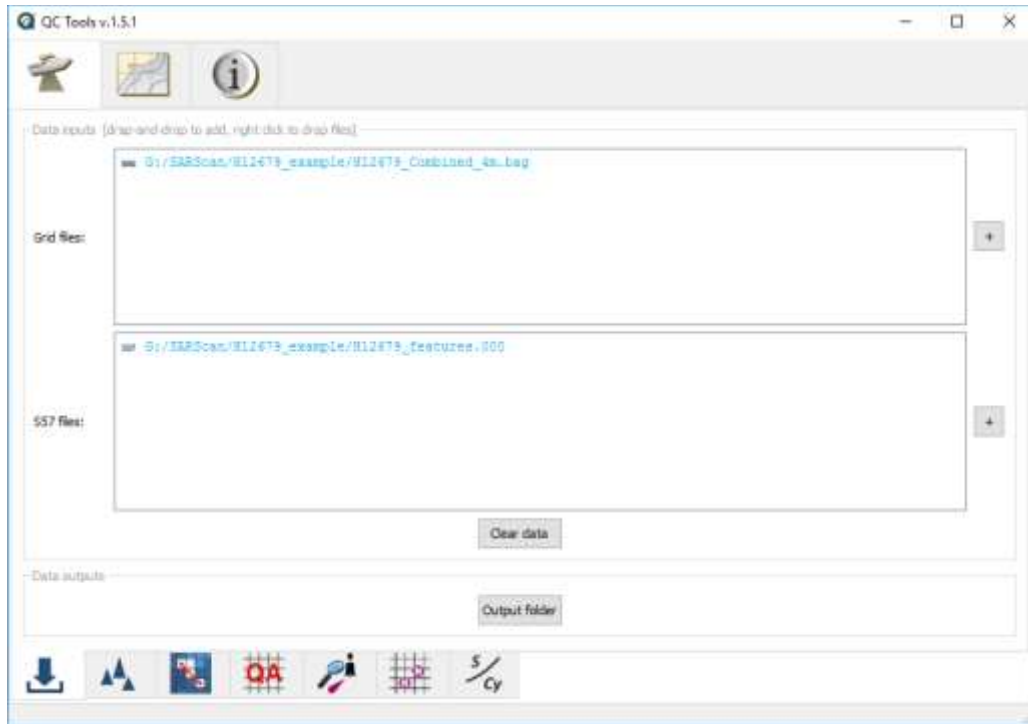 QC Tools v.1.5.1
Data inputs [drap-and-drop to add, right click to drop files]
Grid files:
G:/SARScan/H12679_example/H12679_Combined_4m.bag
+
S57 files:
G:/SARScan/H12679_example/H12679_features.000
+
Clear data
Data outputs
Output folder
QA
S/Cy